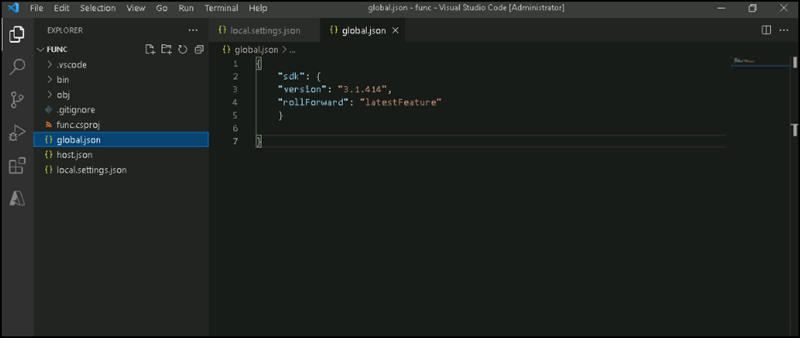 File Edit Selection View Go Run Terminal Help
global.json - func - Visual Studio Code [Administrator]
EXPLORER
FUNC
.vscode
bin
obj
.gitignore
func.csproj
{} global.json
{} host.json
{} local.settings.json
{} local.settings.json
{} global.json
{} global.json > ...
1 {
2 "sdk": {
3 "version": "3.1.414",
4 "rollForward": "latestFeature"
5 }
6
7 }